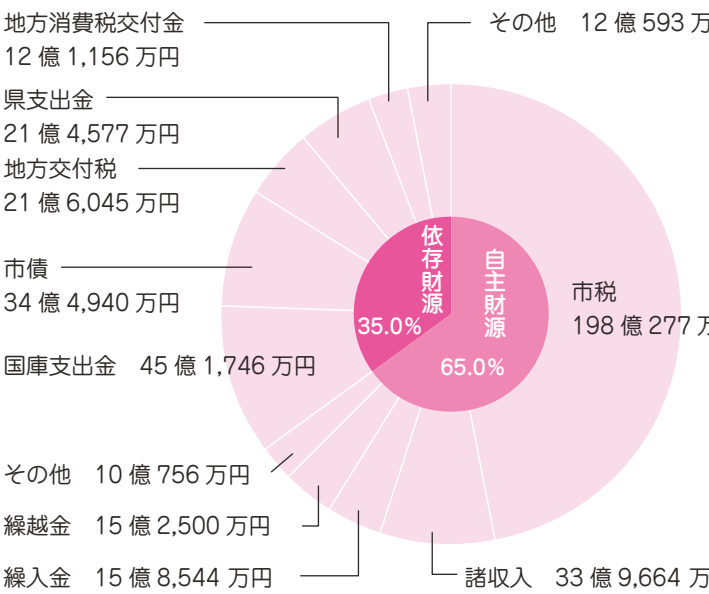 地方消費税交付金
12 億 1,156 万円
その他 12 億 593 万
県支出金
21 億 4,577 万円
地方交付税
21 億 6,045 万円
市債
34 億 4,940 万円
国庫支出金 45 億 1,746 万円
依存財源
35.0%
自主財源
65.0%
市税
198 億 277 万
その他 10 億 756 万円
繰越金 15 億 2,500 万円
繰入金 15 億 8,544 万円
諸収入 33 億 9,664 万